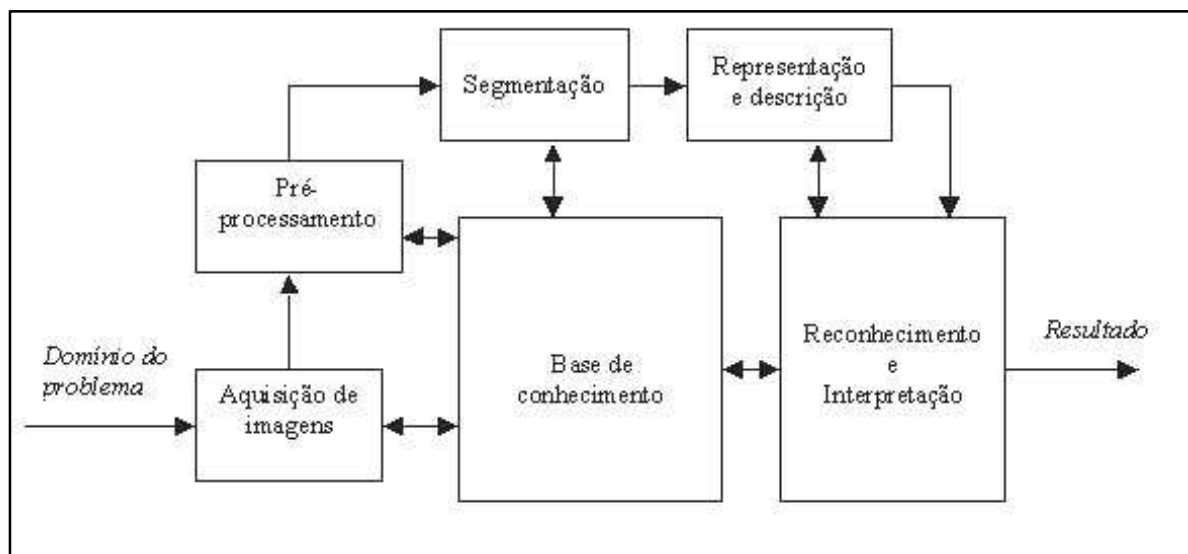 Segmentação
Representação
e descrição
Pré-
processamento
Domínio do
problema
Aquisição de
imagens
Base de
conhecimento
Reconhecimento
e
Interpretação
Resultado